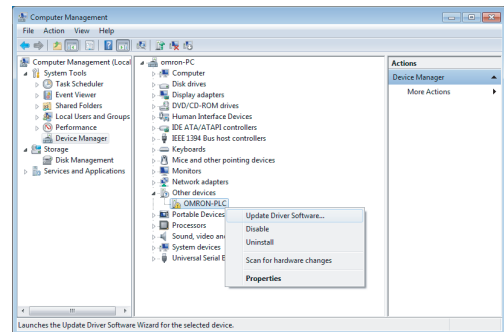 Computer Management
File Action View Help
Computer Management (Local
System Tools
Task Scheduler
Event Viewer
Shared Folders
Local Users and Groups
Performance
Device Manager
Storage
Disk Management
Services and Applications
omron-PC
Computer
Disk drives
Display adapters
DVD/CD-ROM drives
Human Interface Devices
IDE ATA/ATAPI controllers
IEEE 1394 Bus host controllers
Keyboards
Mice and other pointing devices
Monitors
Network adapters
Other devices
OMRON-PLC
Portable Devices
Processors
Sound, video an
System devices
Universal Serial B
Update Driver Software...
Disable
Uninstall
Scan for hardware changes
Properties
Actions
Device Manager
More Actions
Launches the Update Driver Software Wizard for the selected device.